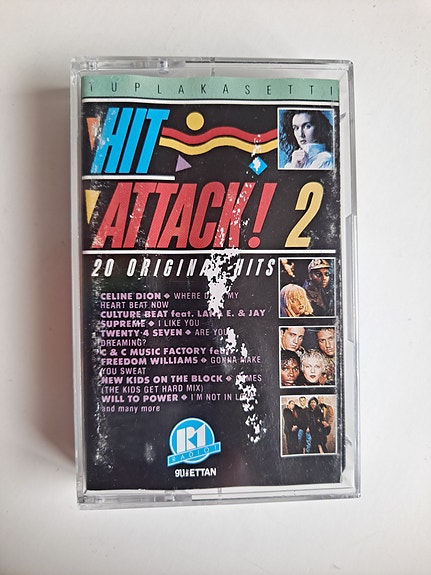 TUPLAKASETTI
HIT
ATTACK! 2
20 ORIGINAL HITS
CELINE DION ◆ WHERE D MY
HEART BEAT NOW
CULTURE BEAT feat. LANA E. & JAY
SUPREME ◆ I LIKE YOU
TWENTY 4 SEVEN ◆ ARE YOU
DREAMING?
C & C MUSIC FACTORY fea
FREEDOM WILLIAMS ◆ GONNA MAKE
YOU SWEAT
NEW KIDS ON THE BLOCK ◆ GAMES
(THE KIDS GET HARD MIX)
WILL TO POWER ◆ I'M NOT IN LOVE
and many more
R1
RADIOT
ETTAN